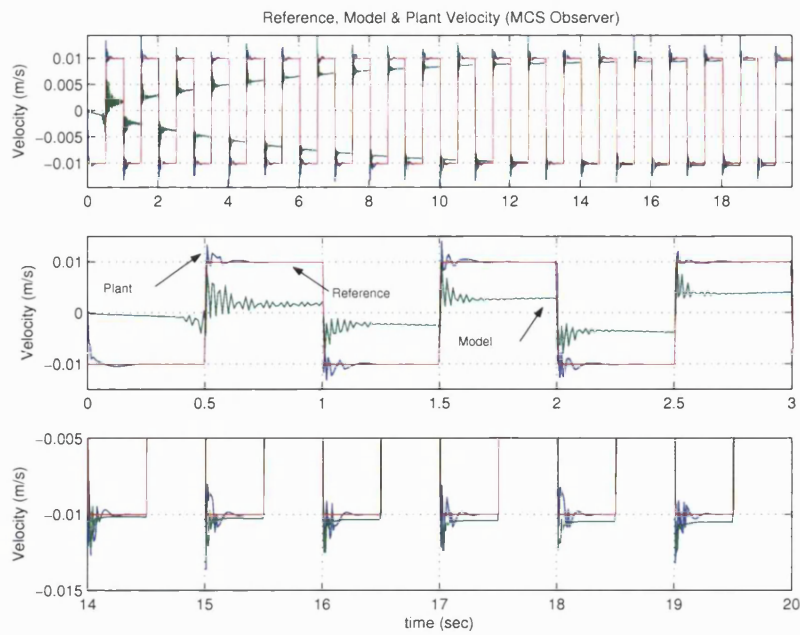 Reference, Model & Plant Velocity (MCS Observer)
Velocity (m/s)
0.01
0.005
0
−0.005
−0.01
0 2 4 6 8 10 12 14 16 18
Velocity (m/s)
0.01
0
−0.01
Plant
Reference
Model
0 0.5 1 1.5 2 2.5 3
Velocity (m/s)
−0.005
−0.01
−0.015
14 15 16 17 18 19 20
time (sec)